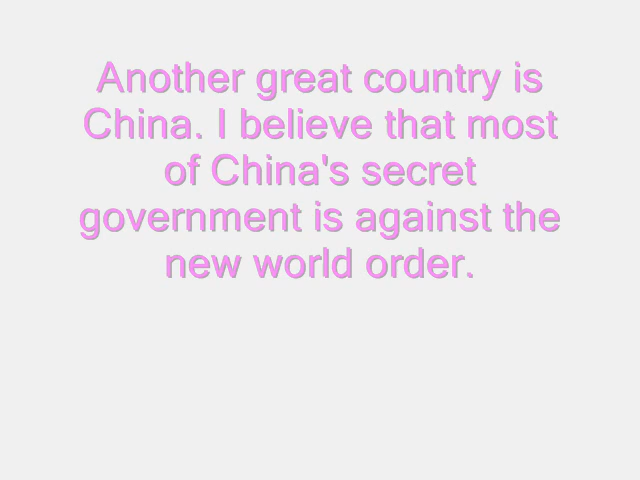 Another great country is
China. I believe that most
of China's secret
government is against the
new world order.